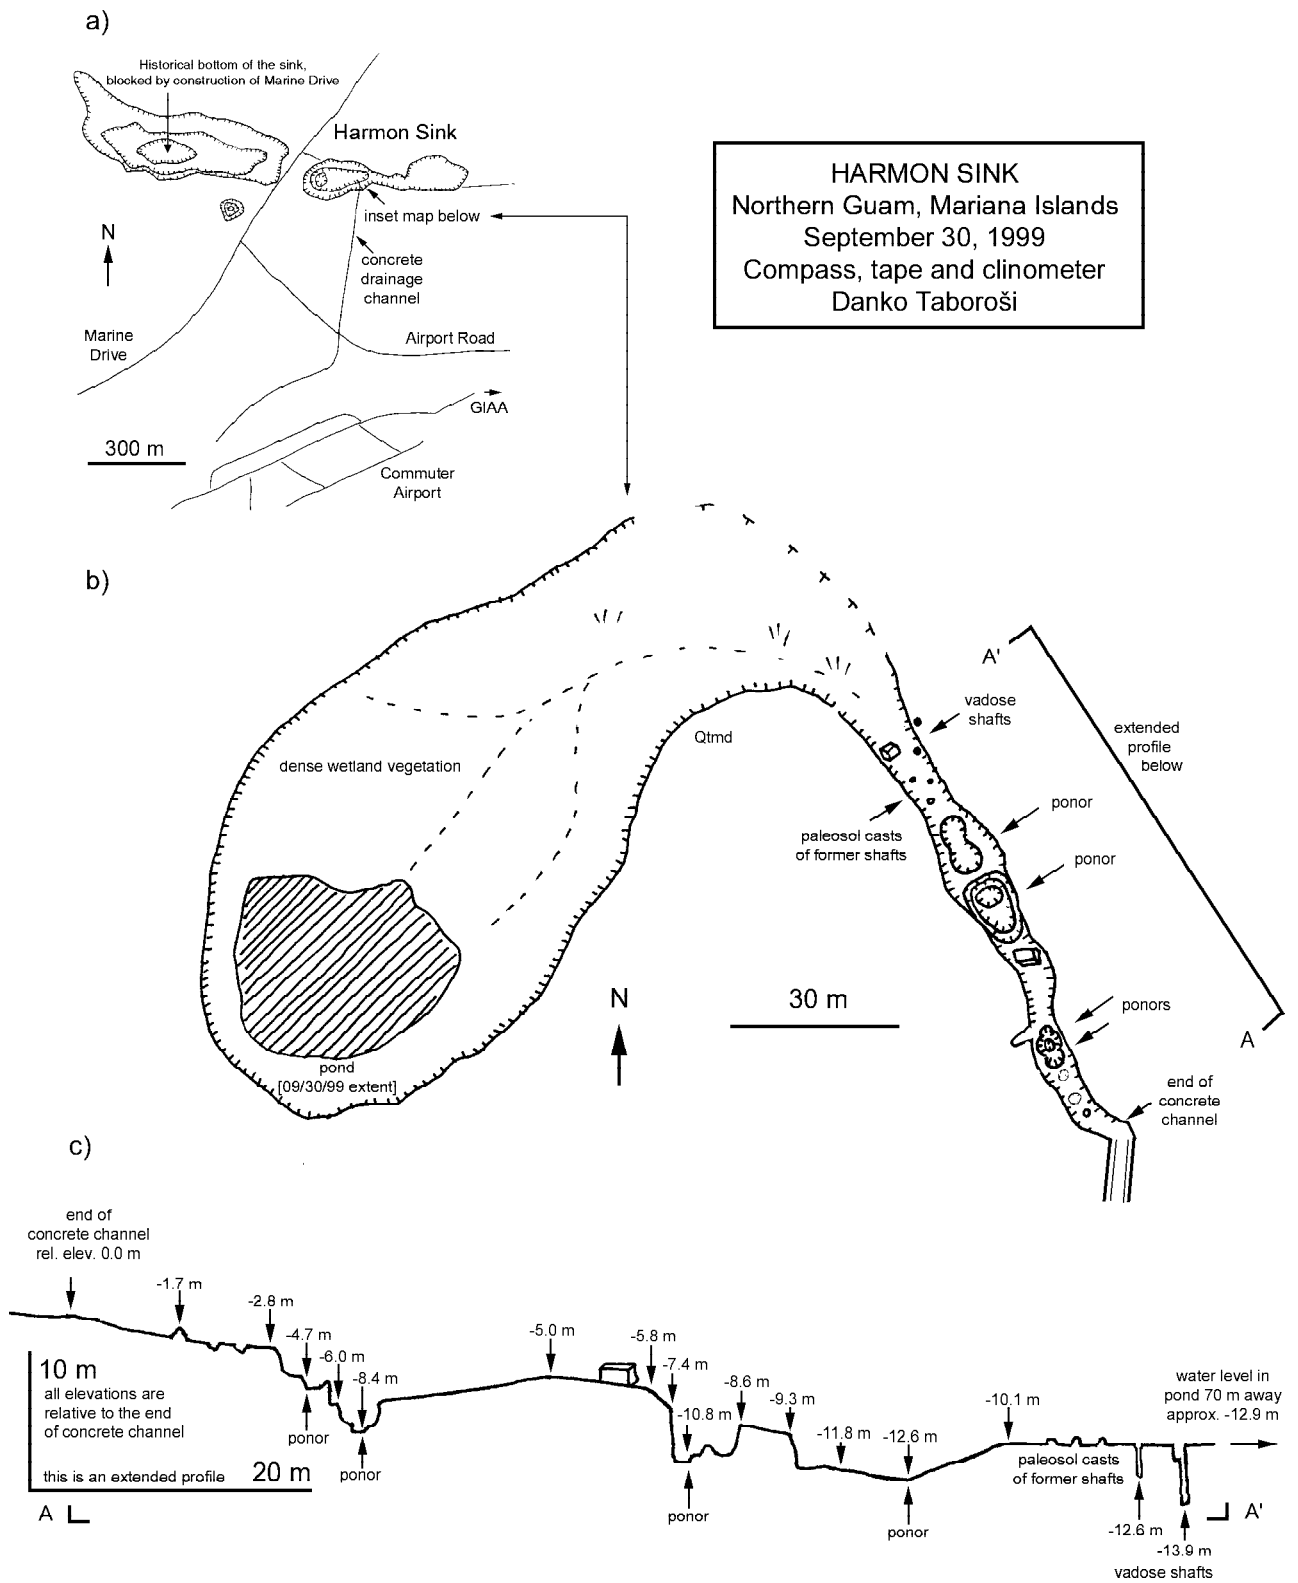 a)
Historical bottom of the sink,
blocked by construction of Marine Drive
Harmon Sink
inset map below
N
concrete
drainage
channel
Marine
Drive
Airport Road
GIAA
300 m
Commuter
Airport
HARMON SINK
Northern Guam, Mariana Islands
September 30, 1999
Compass, tape and clinometer
Danko Taboroši
b)
A'
vadose
shafts
extended
profile
below
Qtmd
dense wetland vegetation
ponor
paleosol casts
of former shafts
ponor
N
30 m
ponors
A
pond
[09/30/99 extent]
end of
concrete
channel
c)
end of
concrete channel
rel. elev. 0.0 m
-1.7 m
-2.8 m
-4.7 m
-6.0 m
-8.4 m
-5.0 m
-5.8 m
-7.4 m
-10.8 m
-8.6 m
-9.3 m
-11.8 m
-12.6 m
-10.1 m
water level in
pond 70 m away
approx. -12.9 m
10 m
all elevations are
relative to the end
of concrete channel
this is an extended profile
20 m
ponor
ponor
ponor
ponor
paleosol casts
of former shafts
A
A'
-12.6 m
-13.9 m
vadose shafts